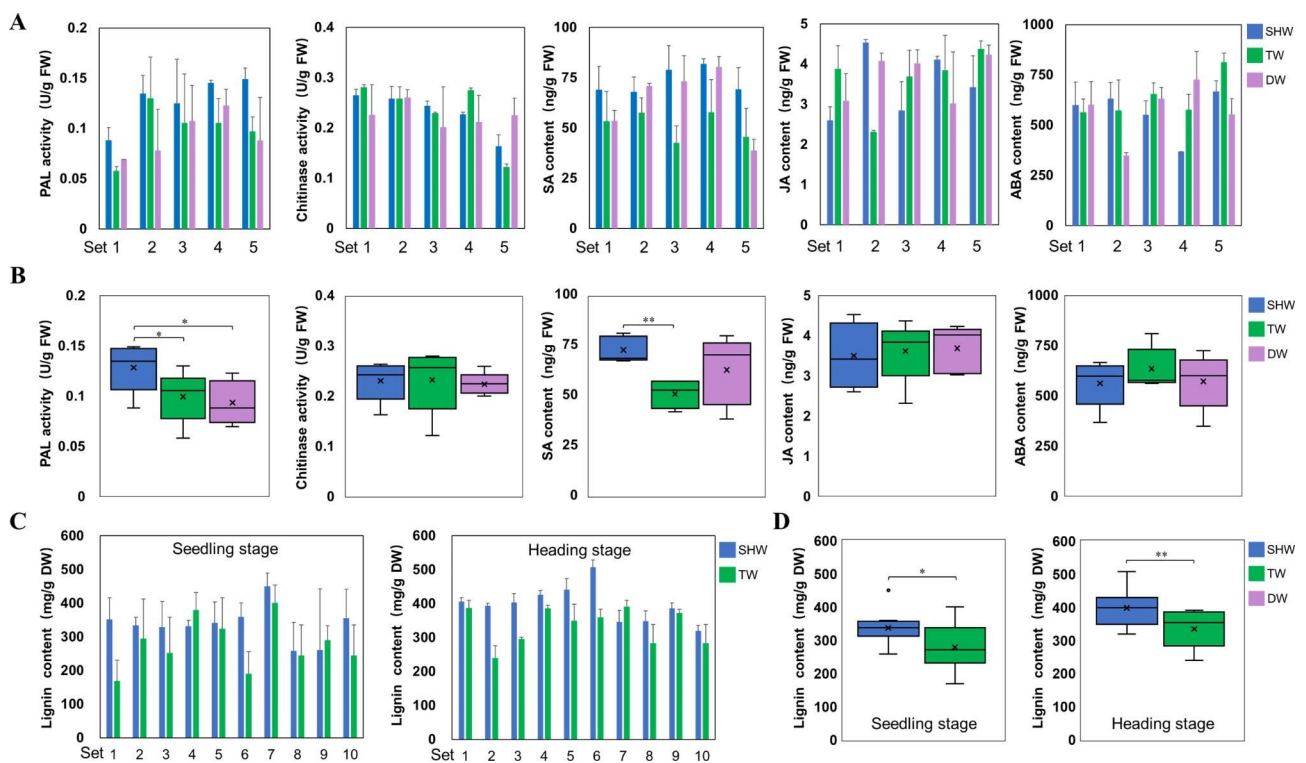 A
PAL activity (U/g FW)
0.2
0.15
0.1
0.05
0
Set 1 2 3 4 5
Chitinase activity (U/g FW)
0.4
0.3
0.2
0.1
0
Set 1 2 3 4 5
SA content (ng/g FW)
100
75
50
25
0
Set 1 2 3 4 5
JA content (ng/g FW)
5
4
3
2
1
0
Set 1 2 3 4 5
ABA content (ng/g FW)
1000
750
500
250
0
Set 1 2 3 4 5
SHW
TW
DW
B
PAL activity (U/g FW)
0.2
0.15
0.1
0.05
0
*
*
Chitinase activity (U/g FW)
0.4
0.3
0.2
0.1
0
SA content (ng/g FW)
100
75
50
25
0
**
JA content (ng/g FW)
5
4
3
2
1
0
ABA content (ng/g FW)
1000
750
500
250
0
SHW
TW
DW
C
Lignin content (mg/g DW)
600
500
400
300
200
100
0
Seedling stage
Set 1 2 3 4 5 6 7 8 9 10
Lignin content (mg/g DW)
600
500
400
300
200
100
0
Heading stage
Set 1 2 3 4 5 6 7 8 9 10
SHW
TW
D
Lignin content (mg/g DW)
600
500
400
300
200
100
0
*
Seedling stage
Lignin content (mg/g DW)
600
500
400
300
200
100
0
**
Heading stage
SHW
TW
DW